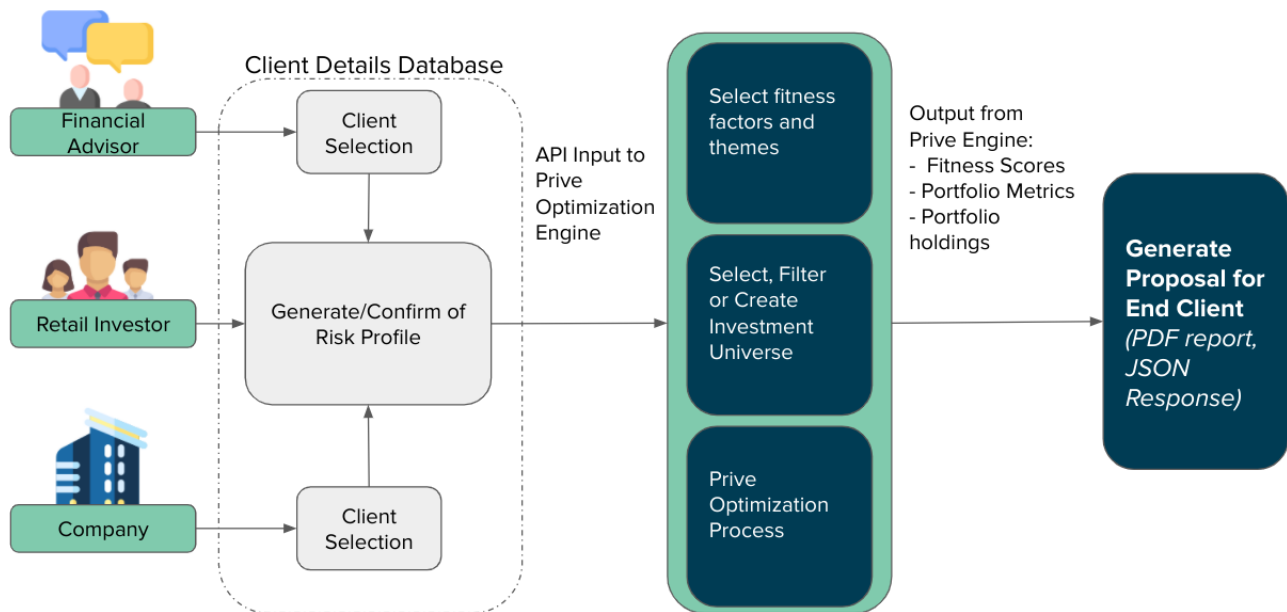 Client Details Database
Financial
Advisor
Client
Selection
Retail Investor
Generate/Confirm of
Risk Profile
Company
Client
Selection
API Input to
Prive
Optimization
Engine
Select fitness
factors and
themes
Select, Filter
or Create
Investment
Universe
Prive
Optimization
Process
Output from
Prive Engine:
-  Fitness Scores
- Portfolio Metrics
- Portfolio
holdings
Generate
Proposal for
End Client
(PDF report,
JSON
Response)